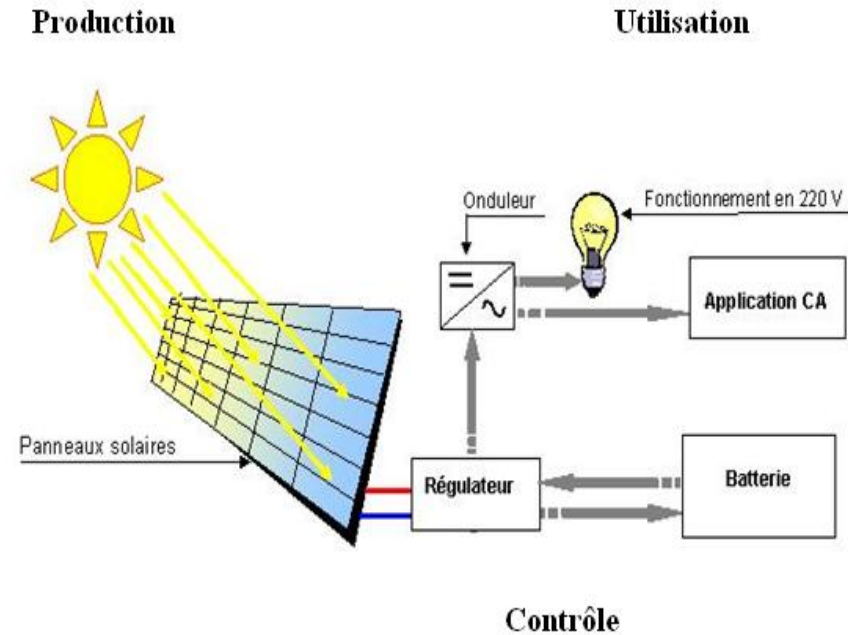 Production
Utilisation
Onduleur
Fonctionnement en 220 V
Application CA
Panneaux solaires
Régulateur
Batterie
Contrôle